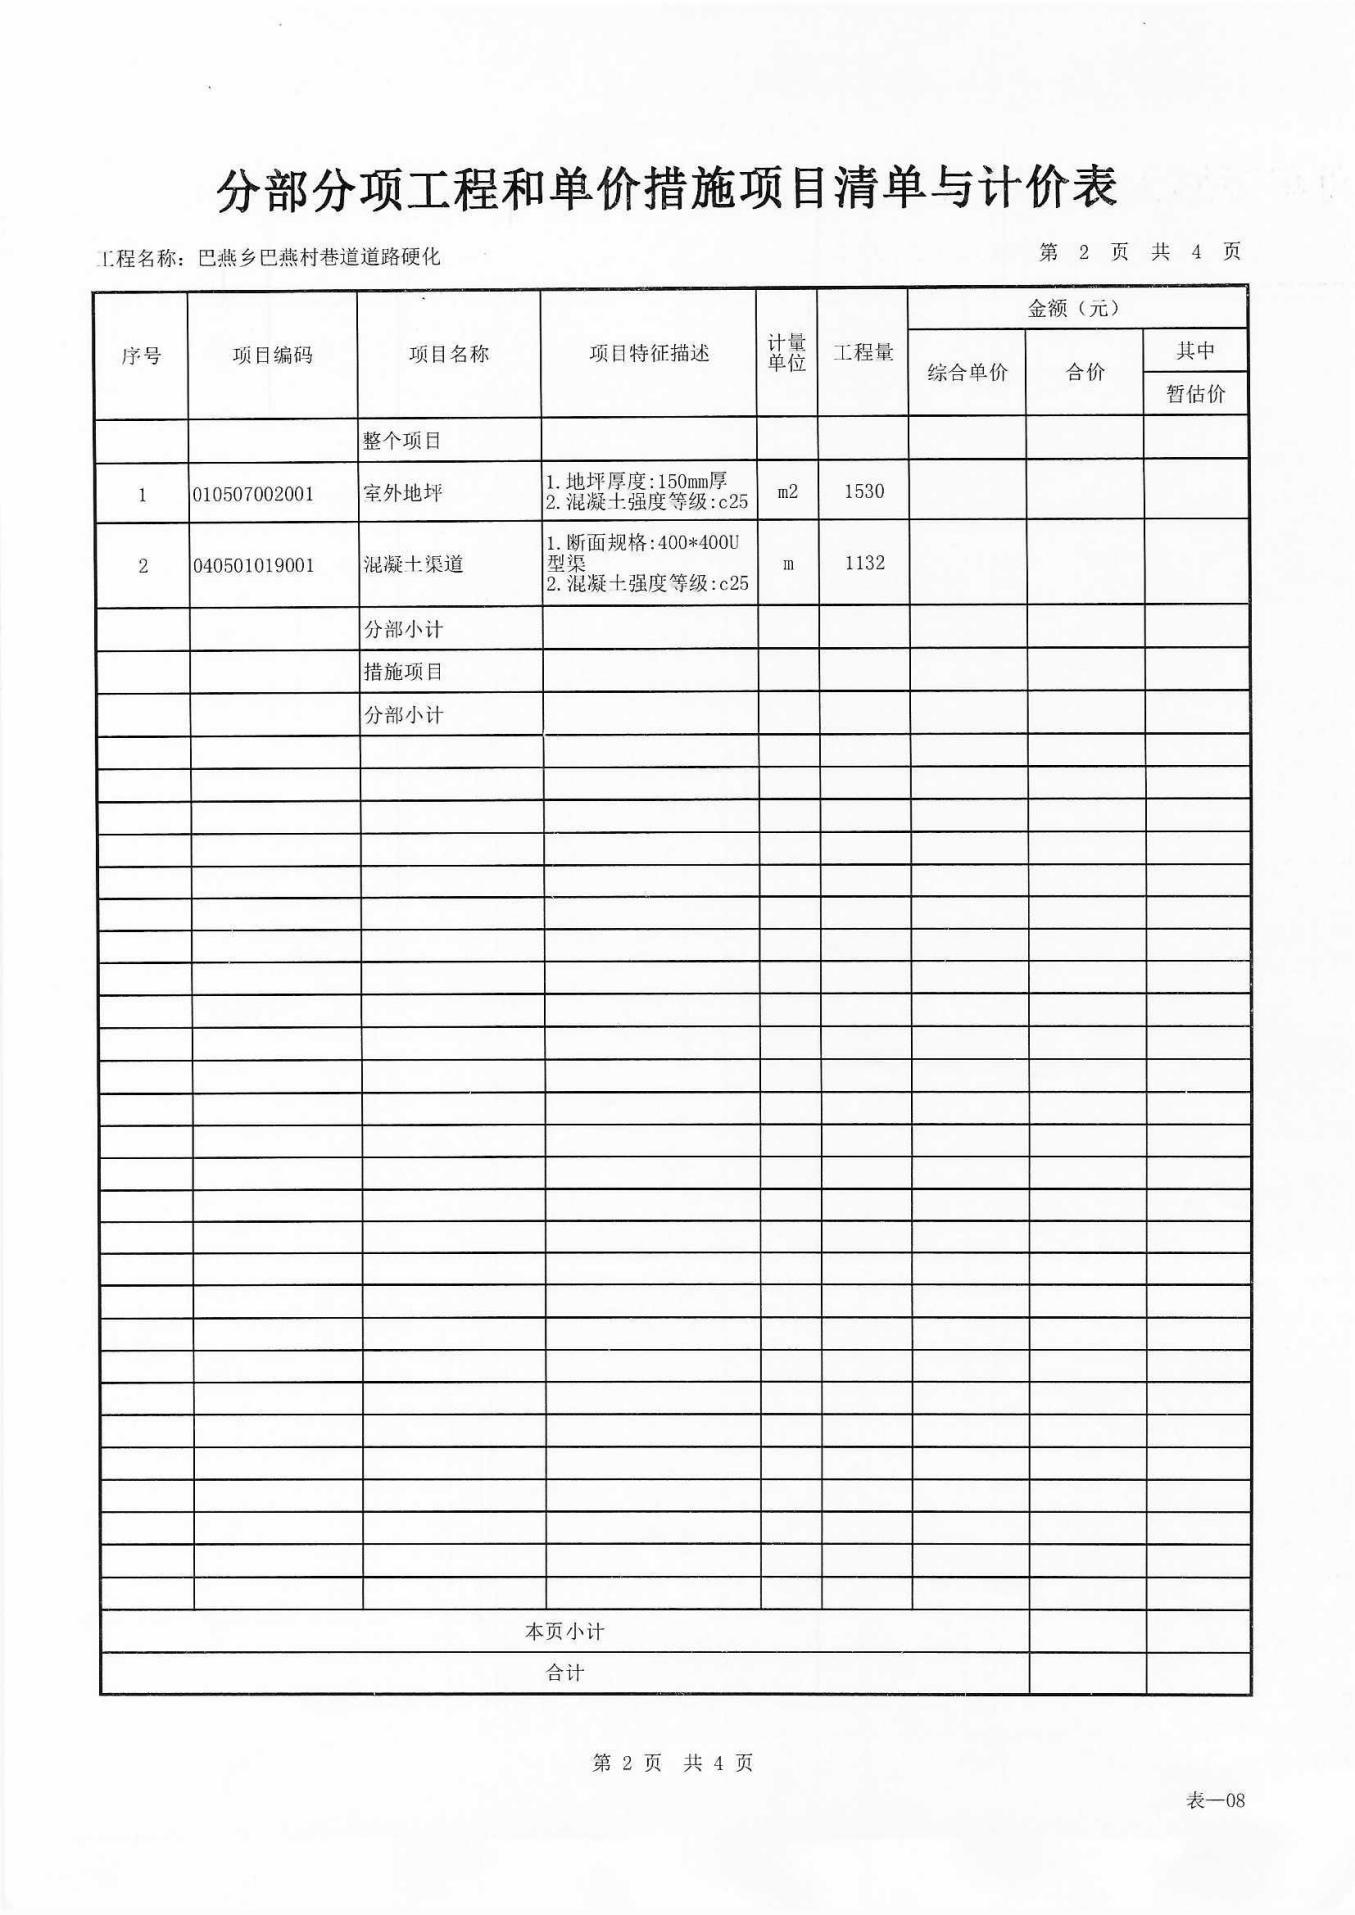 分部分项工程和单价措施项目清单与计价表
工程名称：巴燕乡巴燕村巷道道路硬化
第 2 页 共 4 页
序号 项目编码 项目名称 项目特征描述 计量单位 工程量 金额（元）
综合单价 合价 其中
暂估价
整个项目
1 010507002001 室外地坪 1.地坪厚度:150mm厚
2.混凝土强度等级:c25 m2 1530
2 040501019001 混凝土渠道 1.断面规格:400*400U
型渠
2.混凝土强度等级:c25 m 1132
分部小计
措施项目
分部小计
本页小计
合计
第 2 页 共 4 页
表—08